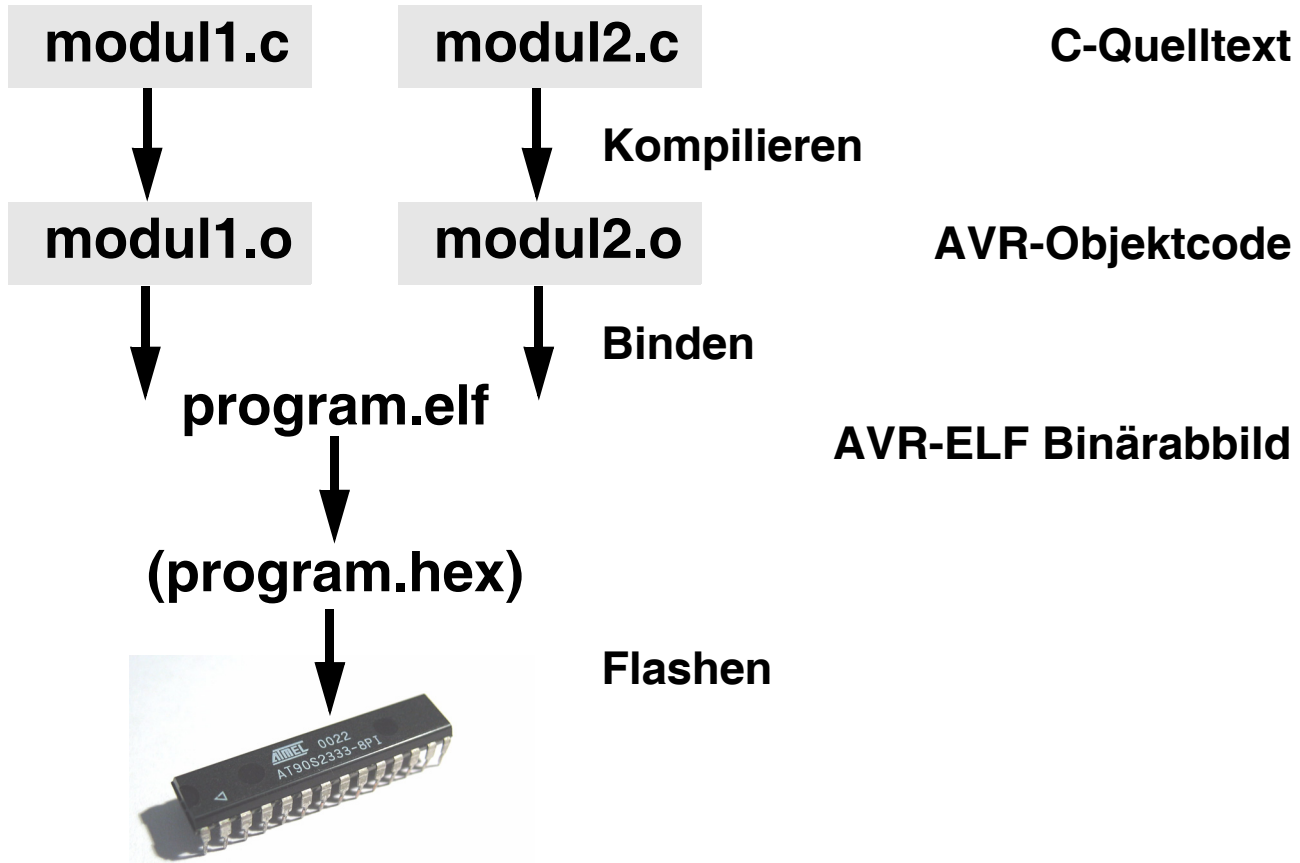 modul1.c modul2.c C-Quelltext
Kompilieren
modul1.o modul2.o AVR-Objektcode
Binden
program.elf
AVR-ELF Binärabbild
(program.hex)
Flashen
ATMEL 0022
AT90S2333-8PI